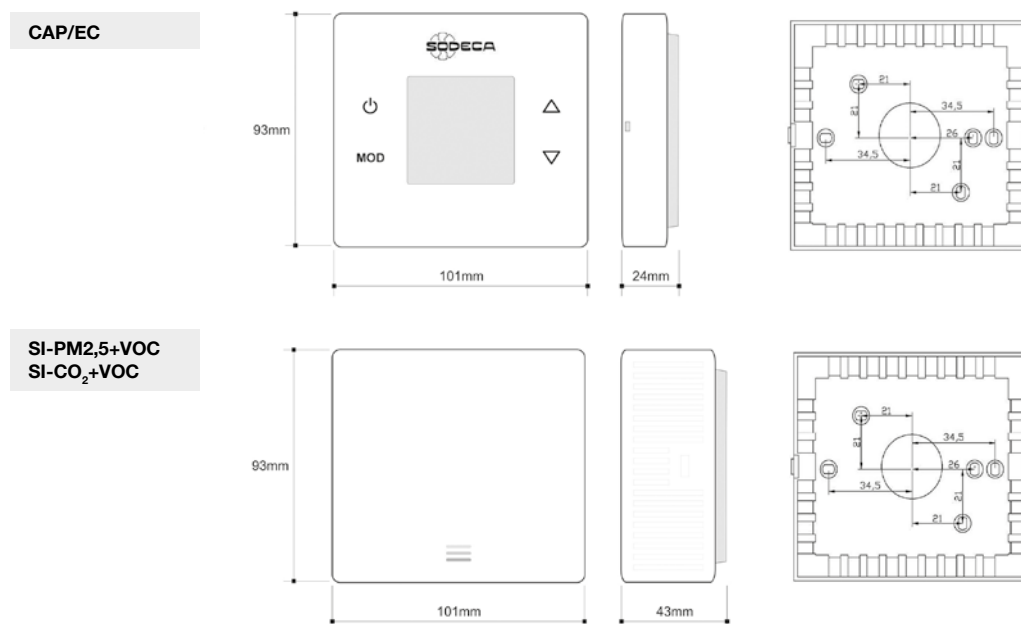 CAP/EC
SODECA
MOD
93mm
101mm
24mm
21
21
34,5
26
34,5
21
21
SI-PM2,5+VOC
SI-CO₂+VOC
93mm
101mm
43mm
21
21
34,5
26
34,5
21
21